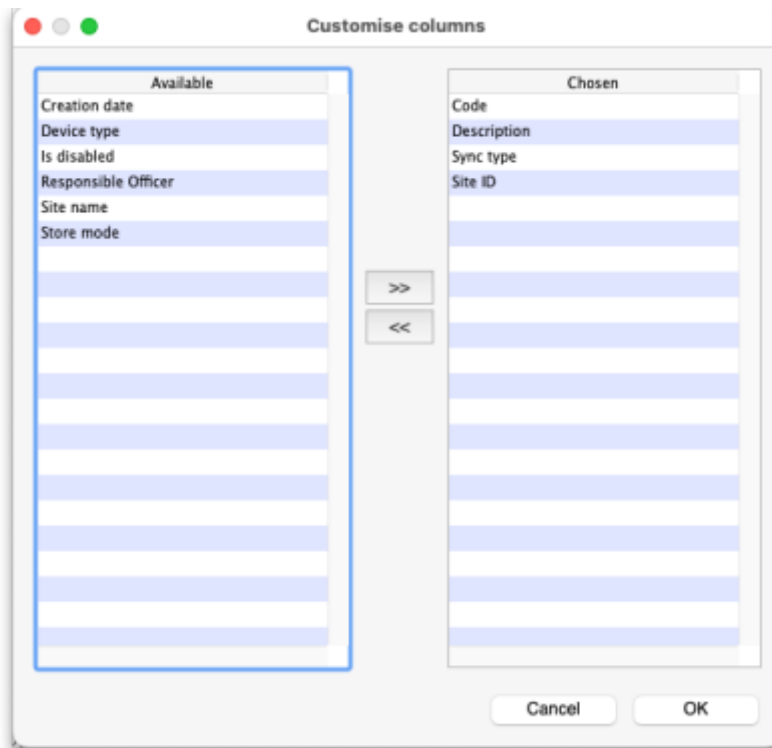 Customise columns
Available
Creation date
Device type
Is disabled
Responsible Officer
Site name
Store mode
>>
<<
Chosen
Code
Description
Sync type
Site ID
Cancel
OK